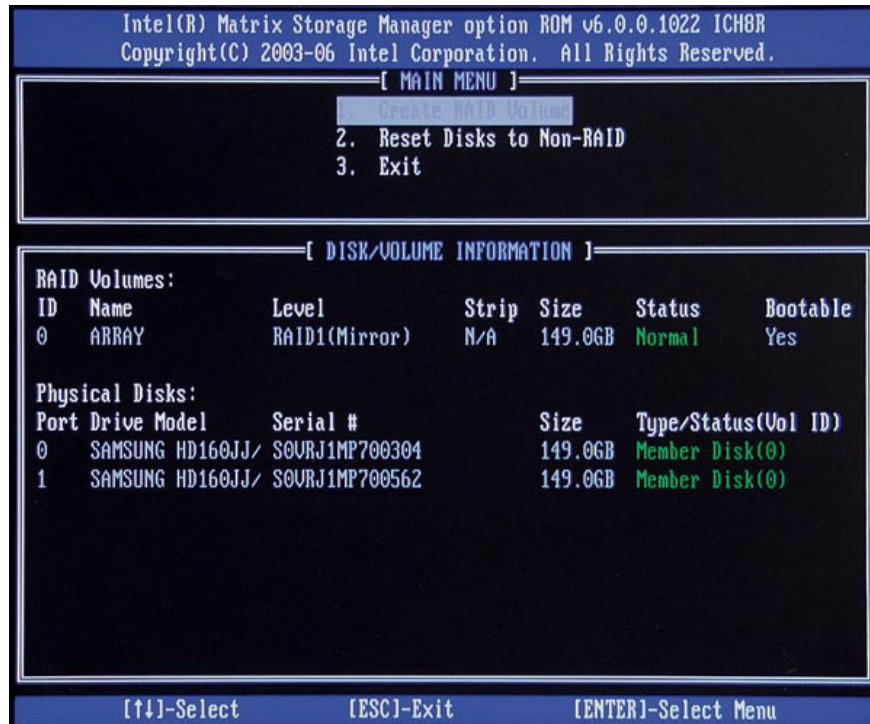 Intel(R) Matrix Storage Manager option ROM v6.0.0.1022 ICH8R
Copyright(C) 2003-06 Intel Corporation. All Rights Reserved.
[ MAIN MENU ]
1. Create RAID Volume
2. Reset Disks to Non-RAID
3. Exit
[ DISK/VOLUME INFORMATION ]
RAID Volumes:
ID Name Level Strip Size Status Bootable
0 ARRAY RAID1(Mirror) N/A 149.0GB Normal Yes
Physical Disks:
Port Drive Model Serial # Size Type/Status(Vol ID)
0 SAMSUNG HD160JJ/ S0VRJ1MP700304 149.0GB Member Disk(0)
1 SAMSUNG HD160JJ/ S0VRJ1MP700562 149.0GB Member Disk(0)
[↑↓]-Select [ESC]-Exit [ENTER]-Select Menu